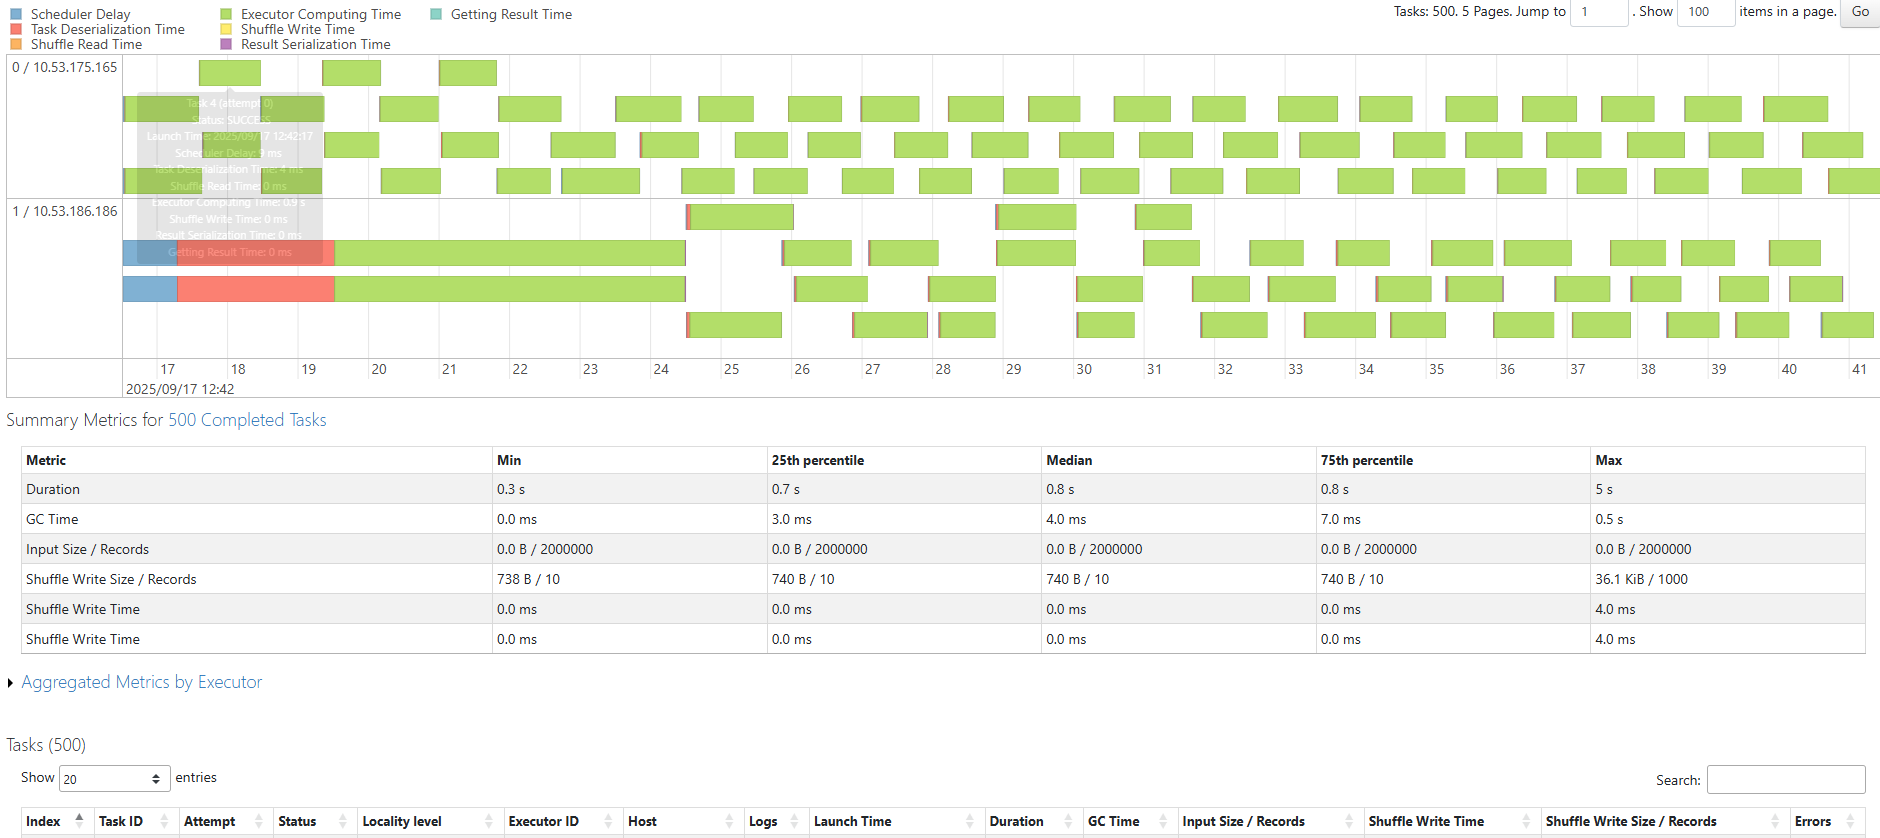 Scheduler Delay Executor Computing Time Getting Result Time
Task Deserialization Time Shuffle Write Time
Shuffle Read Time Result Serialization Time
Tasks: 500. 5 Pages. Jump to 1 . Show 100 items in a page. Go
0 / 10.53.175.165
Task 4 (attempt 0)
Status: SUCCESS
Launch Time: 2025/09/17 12:42:17
Scheduler Delay: 9 ms
Task Deserialization Time: 4 ms
Shuffle Read Time: 0 ms
Executor Computing Time: 0.9 s
Shuffle Write Time: 0 ms
Result Serialization Time: 0 ms
Getting Result Time: 0 ms
1 / 10.53.186.186
17 18 19 20 21 22 23 24 25 26 27 28 29 30 31 32 33 34 35 36 37 38 39 40 41
2025/09/17 12:42
Summary Metrics for 500 Completed Tasks
Metric Min 25th percentile Median 75th percentile Max
Duration 0.3 s 0.7 s 0.8 s 0.8 s 5 s
GC Time 0.0 ms 3.0 ms 4.0 ms 7.0 ms 0.5 s
Input Size / Records 0.0 B / 2000000 0.0 B / 2000000 0.0 B / 2000000 0.0 B / 2000000 0.0 B / 2000000
Shuffle Write Size / Records 738 B / 10 740 B / 10 740 B / 10 740 B / 10 36.1 KiB / 1000
Shuffle Write Time 0.0 ms 0.0 ms 0.0 ms 0.0 ms 4.0 ms
Shuffle Write Time 0.0 ms 0.0 ms 0.0 ms 0.0 ms 4.0 ms
Aggregated Metrics by Executor
Tasks (500)
Show 20 entries
Search:
Index Task ID Attempt Status Locality level Executor ID Host Logs Launch Time Duration GC Time Input Size / Records Shuffle Write Time Shuffle Write Size / Records Errors